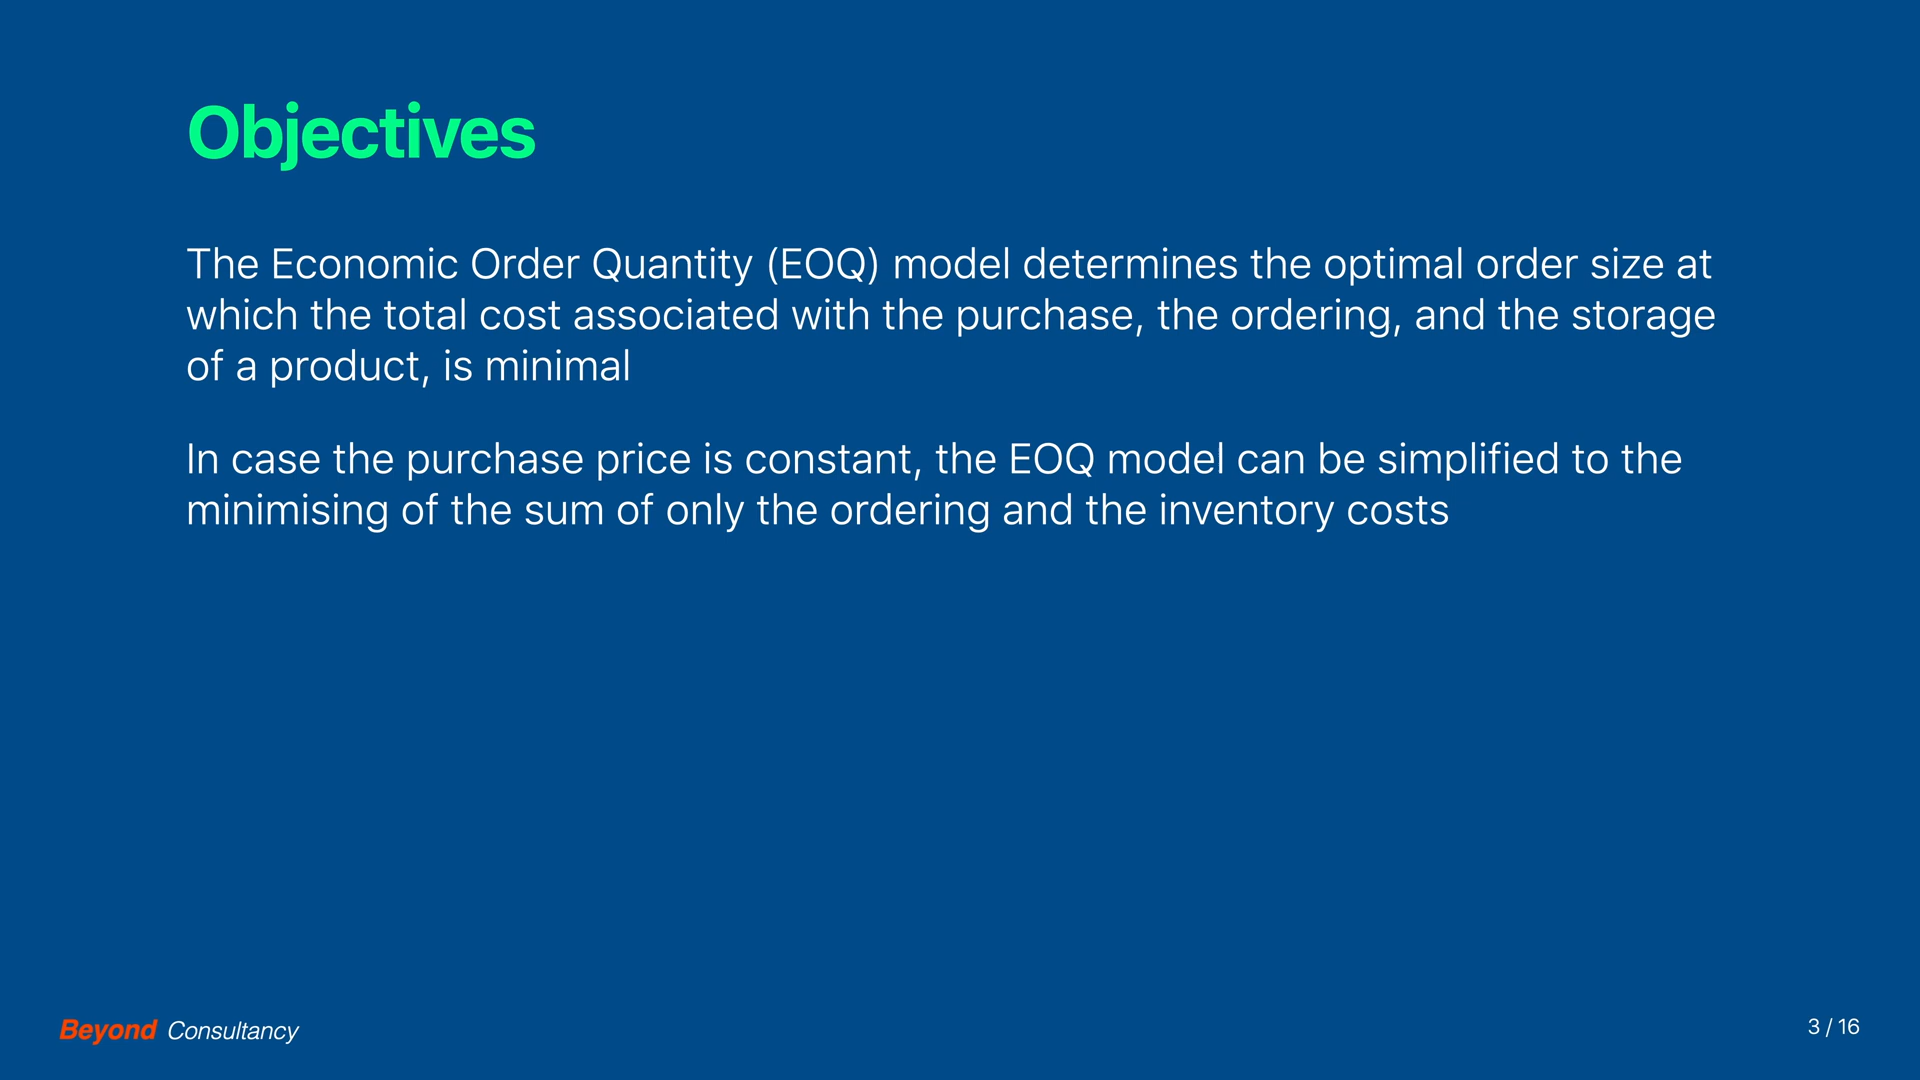 Objectives
The Economic Order Quantity (EOQ) model determines the optimal order size at
which the total cost associated with the purchase, the ordering, and the storage
of a product, is minimal
In case the purchase price is constant, the EOQ model can be simplified to the
minimising of the sum of only the ordering and the inventory costs
Beyond Consultancy
3 / 16